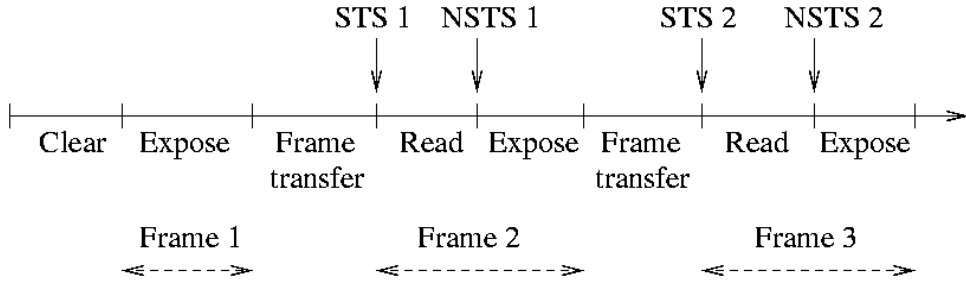 STS 1 NSTS 1 STS 2 NSTS 2
Clear Expose Frame Read Expose Frame Read Expose
transfer transfer
Frame 1 Frame 2 Frame 3